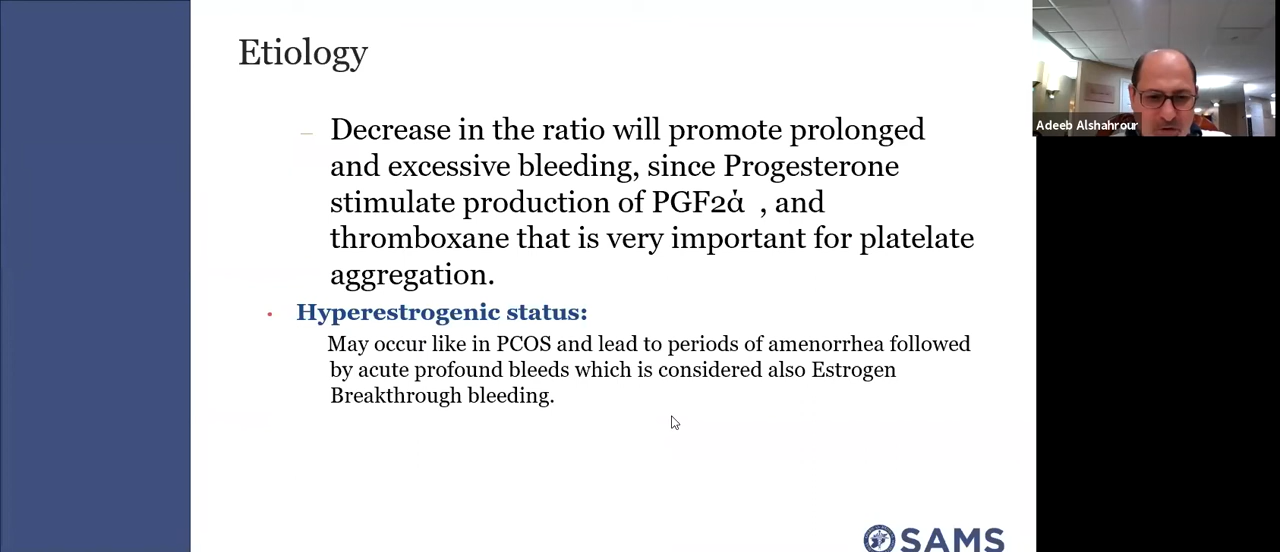 Etiology
– Decrease in the ratio will promote prolonged
and excessive bleeding, since Progesterone
stimulate production of PGF2ἀ , and
thromboxane that is very important for platelate
aggregation.
• Hyperestrogenic status:
May occur like in PCOS and lead to periods of amenorrhea followed
by acute profound bleeds which is considered also Estrogen
Breakthrough bleeding.
SAMS
Adeeb Alshahrour